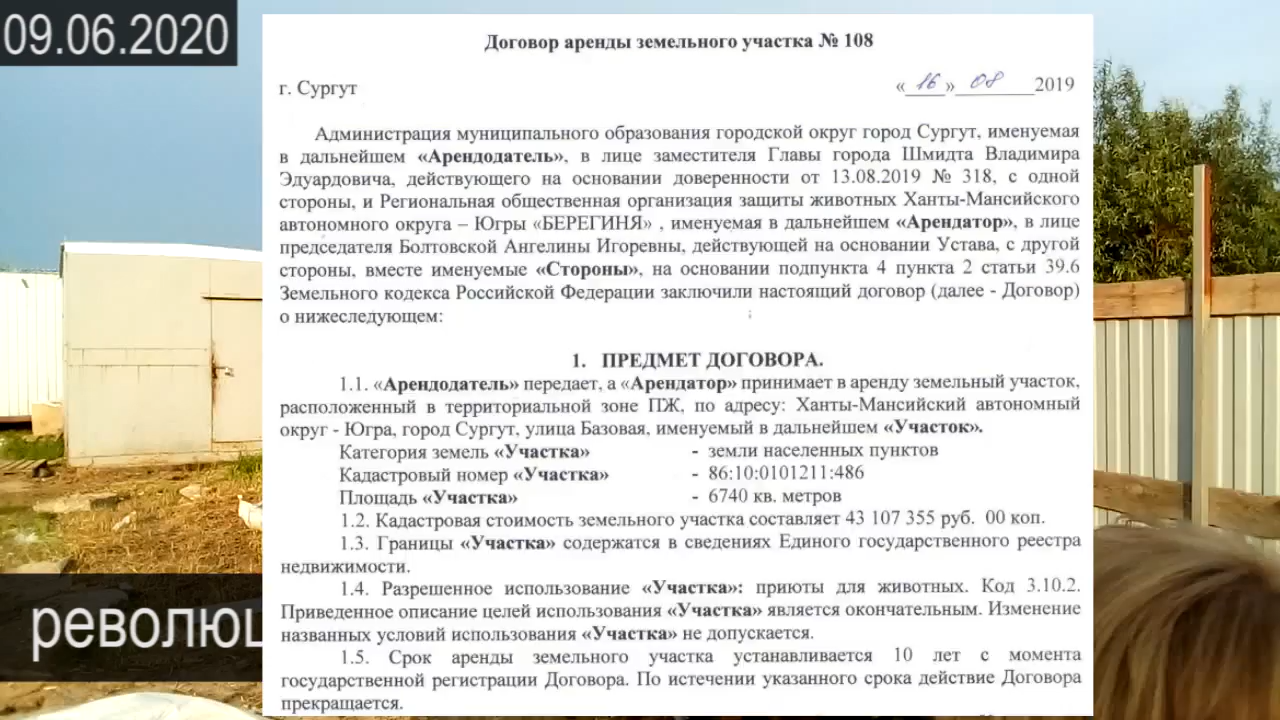 09.06.2020
Договор аренды земельного участка № 108
г. Сургут «16» 08 2019
Администрация муниципального образования городской округ город Сургут, именуемая
в дальнейшем «Арендодатель», в лице заместителя Главы города Шмидта Владимира
Эдуардовича, действующего на основании доверенности от 13.08.2019 № 318, с одной
стороны, и Региональная общественная организация защиты животных Ханты-Мансийского
автономного округа – Югры «БЕРЕГИНЯ» , именуемая в дальнейшем «Арендатор», в лице
председателя Болтовской Ангелины Игоревны, действующей на основании Устава, с другой
стороны, вместе именуемые «Стороны», на основании подпункта 4 пункта 2 статьи 39.6
Земельного кодекса Российской Федерации заключили настоящий договор (далее - Договор)
о нижеследующем:
1. ПРЕДМЕТ ДОГОВОРА.
1.1. «Арендодатель» передает, а «Арендатор» принимает в аренду земельный участок,
расположенный в территориальной зоне ПЖ, по адресу: Ханты-Мансийский автономный
округ - Югра, город Сургут, улица Базовая, именуемый в дальнейшем «Участок».
Категория земель «Участка» - земли населенных пунктов
Кадастровый номер «Участка» - 86:10:0101211:486
Площадь «Участка» - 6740 кв. метров
1.2. Кадастровая стоимость земельного участка составляет 43 107 355 руб. 00 коп.
1.3. Границы «Участка» содержатся в сведениях Единого государственного реестра
недвижимости.
1.4. Разрешенное использование «Участка»: приюты для животных. Код 3.10.2.
Приведенное описание целей использования «Участка» является окончательным. Изменение
названных условий использования «Участка» не допускается.
1.5. Срок аренды земельного участка устанавливается 10 лет с момента
государственной регистрации Договора. По истечении указанного срока действие Договора
прекращается.